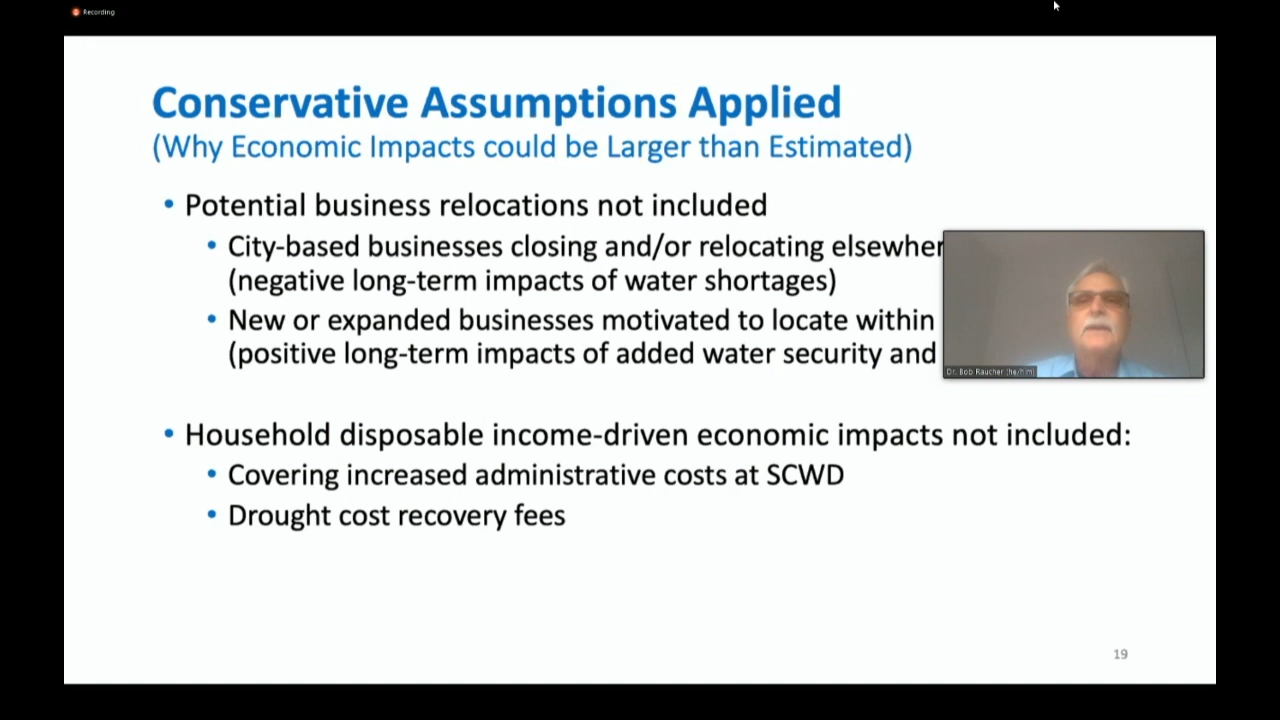 Recording
Conservative Assumptions Applied
(Why Economic Impacts could be Larger than Estimated)
• Potential business relocations not included
• City-based businesses closing and/or relocating elsewher
(negative long-term impacts of water shortages)
• New or expanded businesses motivated to locate within
(positive long-term impacts of added water security and
Dr. Bob Raucher (he/him)
• Household disposable income-driven economic impacts not included:
• Covering increased administrative costs at SCWD
• Drought cost recovery fees
19